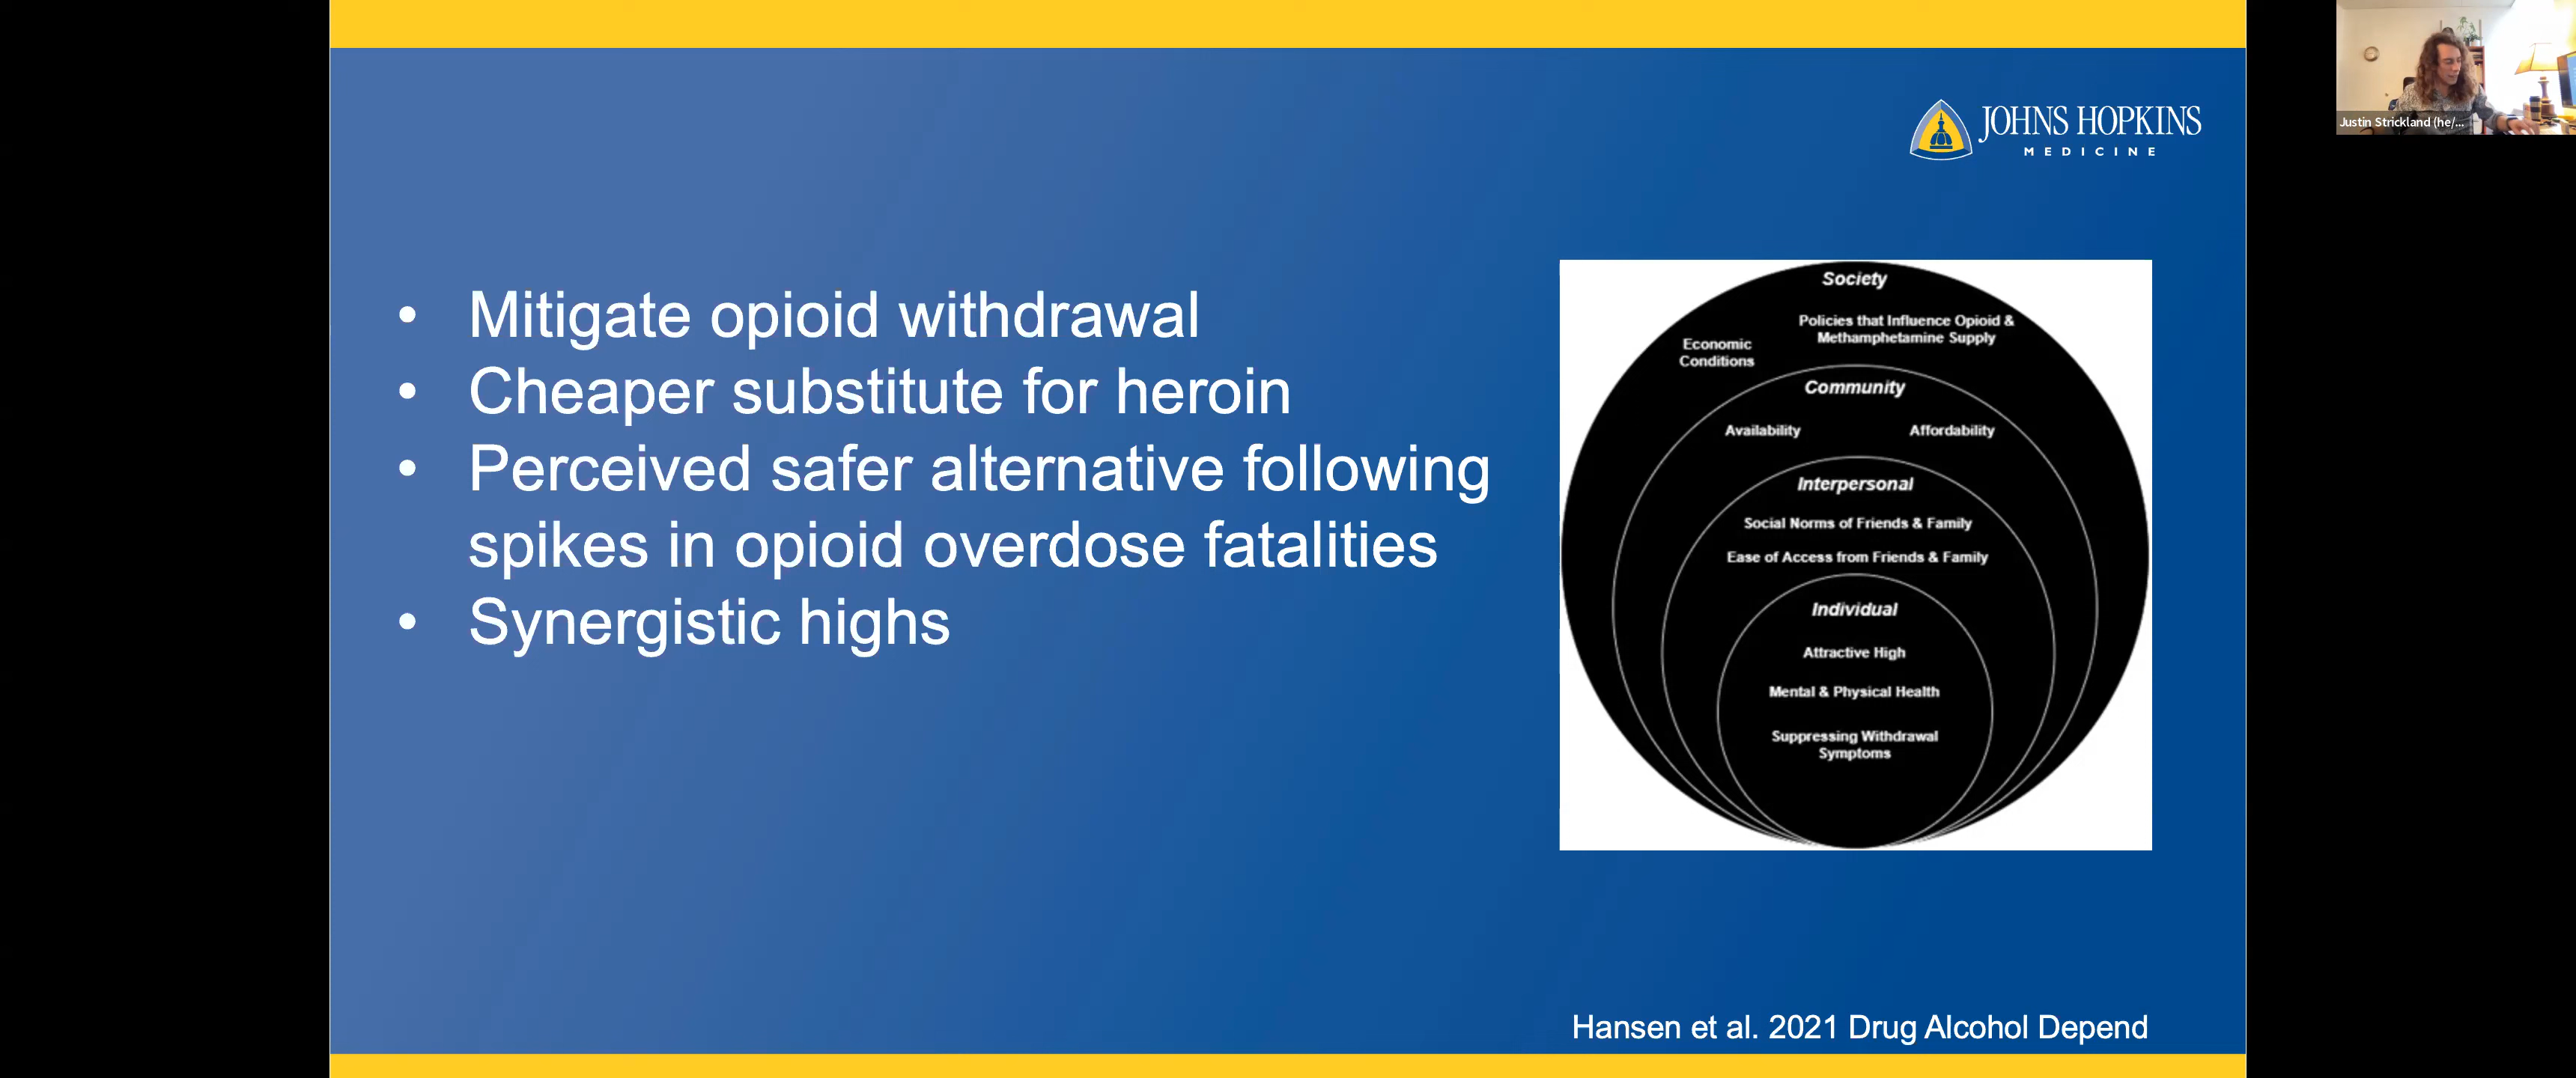 JOHNS HOPKINS
MEDICINE
Justin Strickland (he/...
• Mitigate opioid withdrawal
• Cheaper substitute for heroin
• Perceived safer alternative following
spikes in opioid overdose fatalities
• Synergistic highs
Society
Policies that Influence Opioid &
Methamphetamine Supply
Economic
Conditions
Community
Availability
Affordability
Interpersonal
Social Norms of Friends & Family
Ease of Access from Friends & Family
Individual
Attractive High
Mental & Physical Health
Suppressing Withdrawal
Symptoms
Hansen et al. 2021 Drug Alcohol Depend